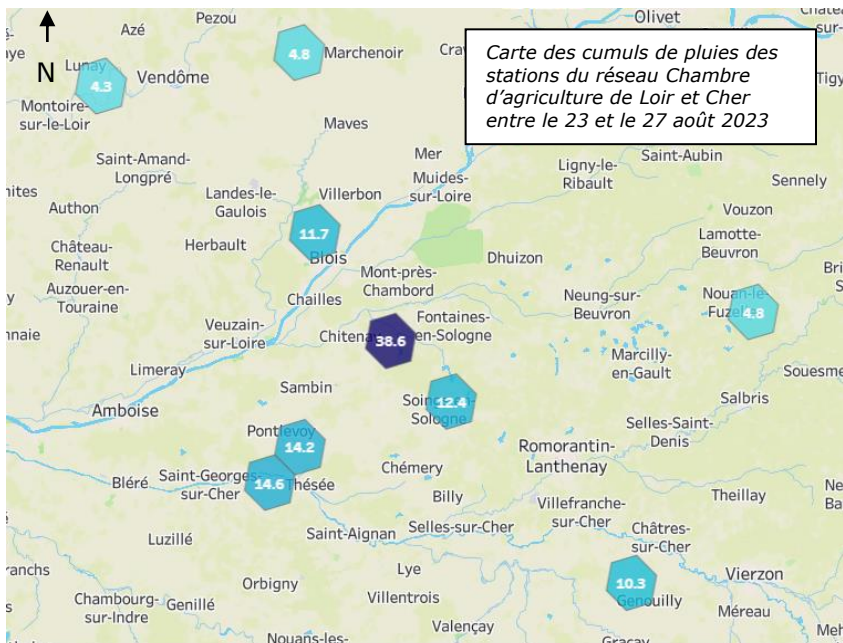 Azé
Pezou
Olivet
Lunay
4.3
Vendôme
4.8
Marchenoir
N
Carte des cumuls de pluies des
stations du réseau Chambre
d'agriculture de Loir et Cher
entre le 23 et le 27 août 2023
Montoire-
sur-le-Loir
Maves
Saint-Amand-
Longpré
Mer
Muides-
sur-Loire
Ligny-le-
Ribault
Saint-Aubin
Sennely
Authon
Landes-le-
Gaulois
Villerbon
Vouzon
Château-
Renault
Herbault
11.7
Blois
Lamotte-
Beuvron
Dhuizon
Mont-près-
Chambord
Auzouer-en-
Touraine
Chailles
Neung-sur-
Beuvron
4.8
Veuzain-
sur-Loire
38.6
Fontaines-
en-Sologne
Marcilly-
en-Gault
Souesme
Limeray
Sambin
12.4
Sologne
Salbris
Amboise
Selles-Saint-
Denis
Pontlevoy
14.2
Romorantin-
Lanthenay
Bléré
Saint-Georges-
sur-Cher
14.6
Thésée
Chémery
Billy
Theillay
Villefranche-
sur-Cher
Luzillé
Saint-Aignan
Selles-sur-Cher
Châtres-
sur-Cher
Lye
Vierzon
Orbigny
10.3
Genouilly
Chambourg-
sur-Indre
Genillé
Villentrois
Méreau
Nouans-les-
Valençay
Graçay